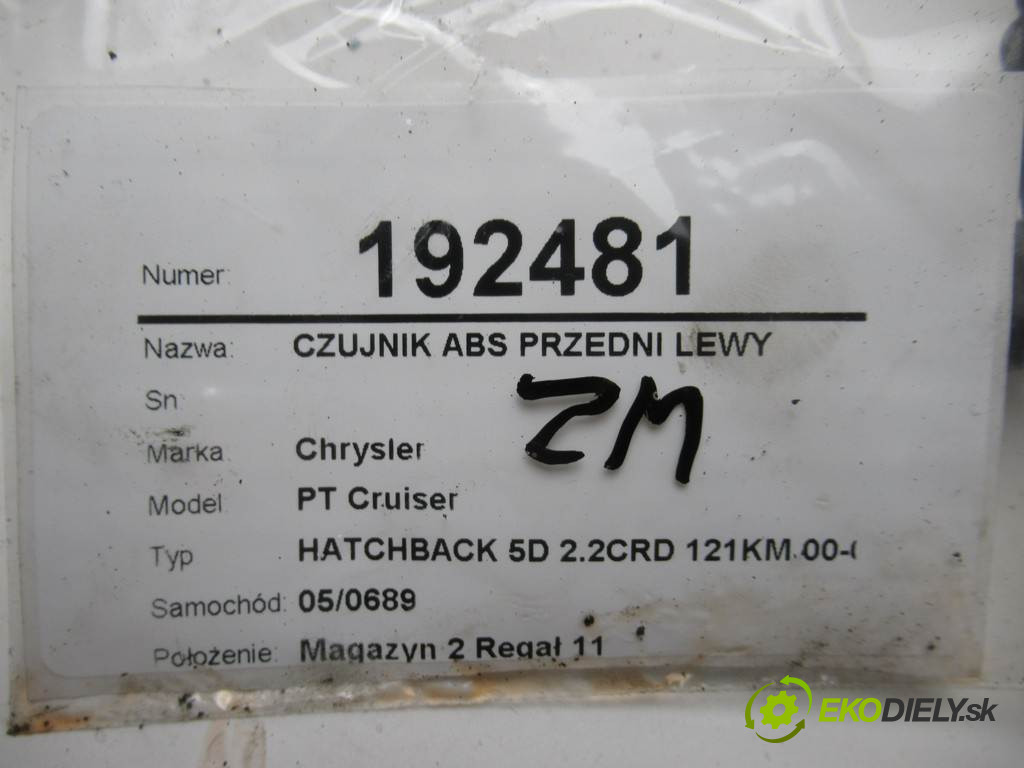 Numer: 192481
Nazwa: CZUJNIK ABS PRZEDNI LEWY
Sn
ZM
Marka Chrysler
Model PT Cruiser
Typ HATCHBACK 5D 2.2CRD 121KM 00-
Samochód: 05/0689
Położenie: Magazyn 2 Regał 11
EKODIELY.sk